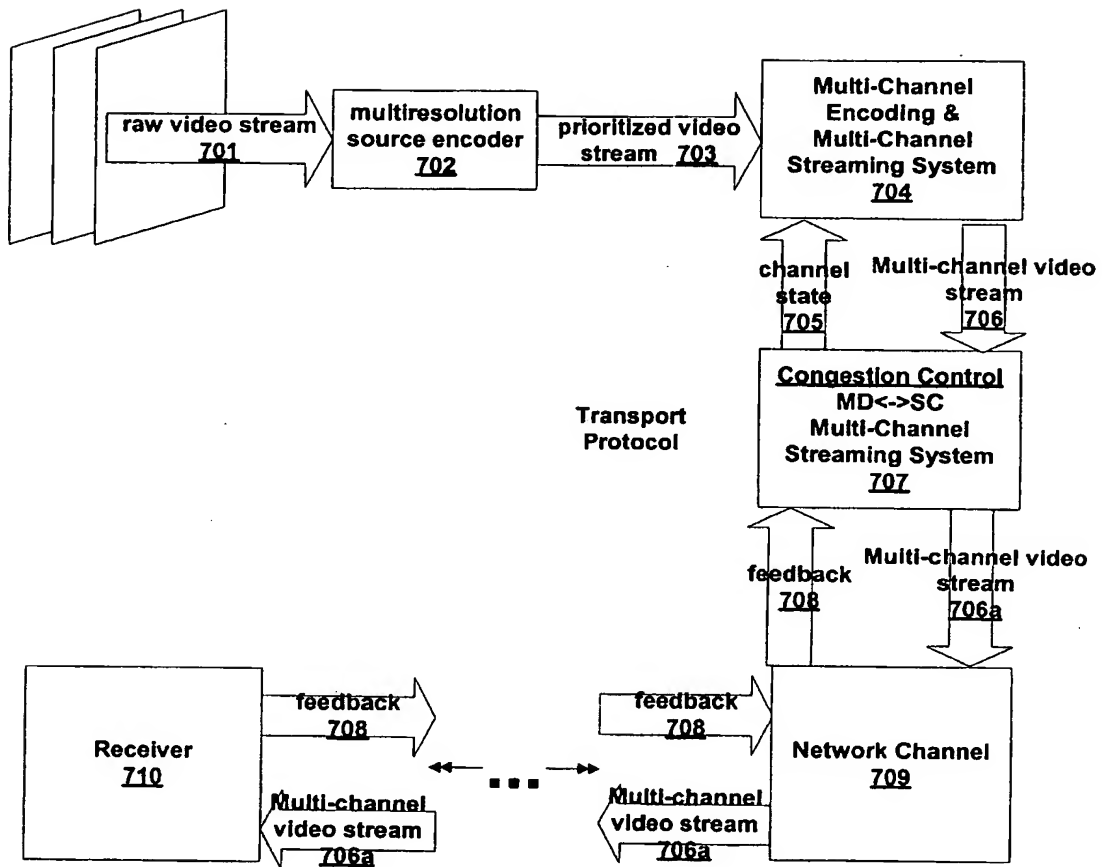 raw video stream
701
multiresolution
source encoder
702
prioritized video
stream 703
Multi-Channel
Encoding &
Multi-Channel
Streaming System
704
channel
state
705
Multi-channel video
stream
706
Congestion Control
MD<->SC
Multi-Channel
Streaming System
707
Transport
Protocol
feedback
708
Multi-channel video
stream
706a
Receiver
710
feedback
708
feedback
708
Network Channel
709
Multi-channel
video stream
706a
Multi-channel
video stream
706a